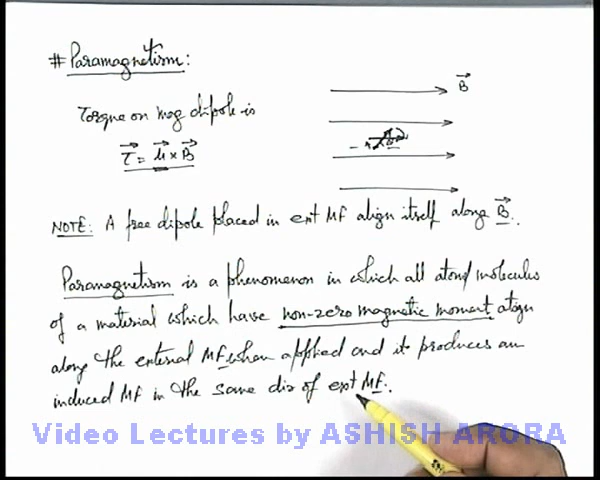 # Paramagnetism:
B⃗
Torque on mag dipole is
τ⃗ = μ⃗ × B⃗
NOTE: A free dipole placed in ext MF align itself along B⃗.
Paramagnetism is a phenomenon in which all atoms/molecules
of a material which have non-zero magnetic moment align
along the external MF when applied and it produces an
induced MF in the same dir of ext MF.
Video Lectures by ASHISH ARORA